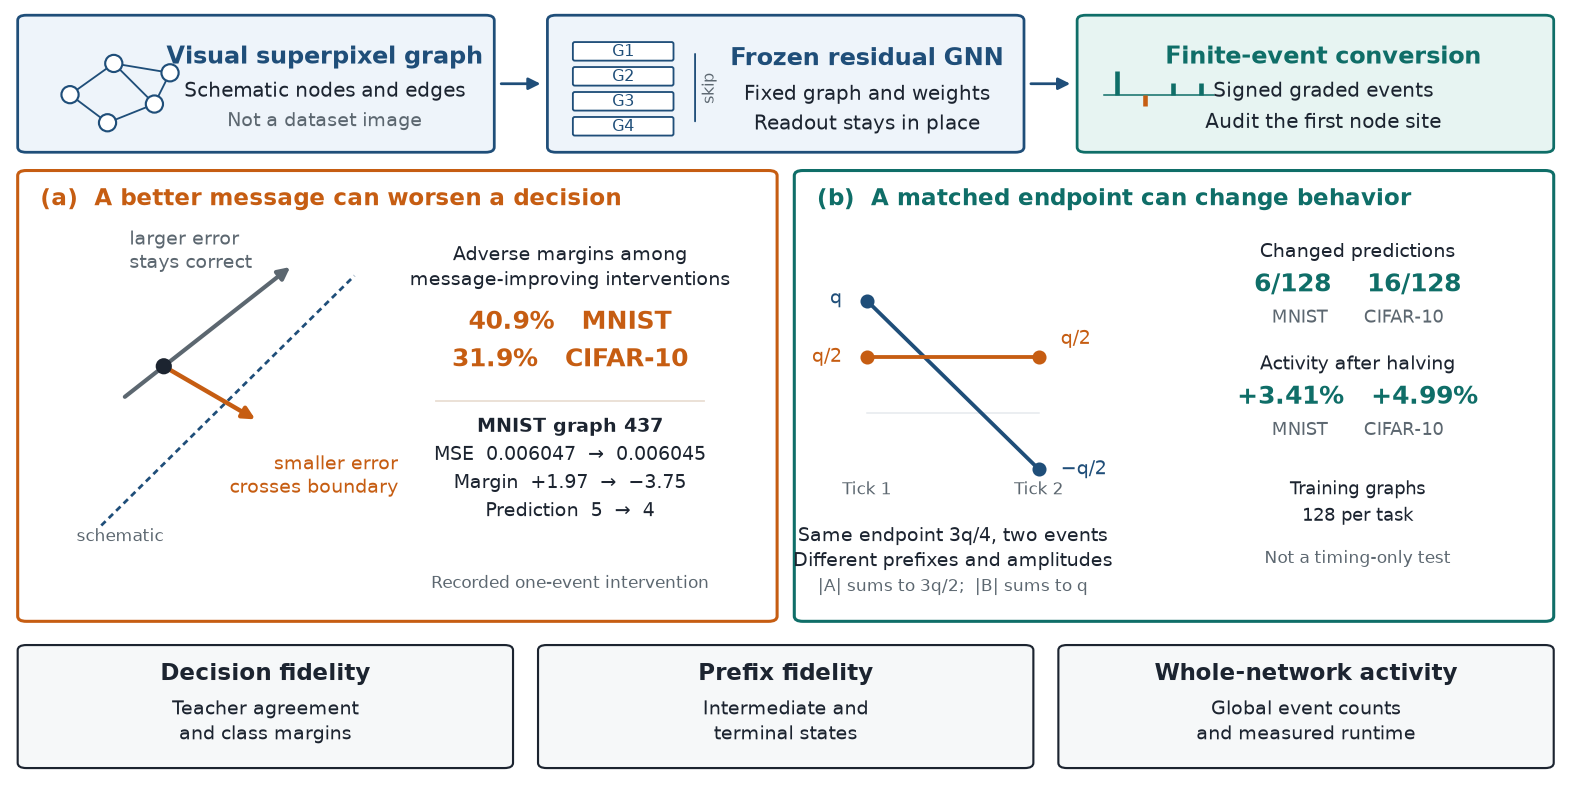 Visual superpixel graph
Schematic nodes and edges
Not a dataset image
G1
G2
G3
G4
skip
Frozen residual GNN
Fixed graph and weights
Readout stays in place
Finite-event conversion
Signed graded events
Audit the first node site
(a) A better message can worsen a decision
larger error
stays correct
smaller error
crosses boundary
schematic
Adverse margins among
message-improving interventions
40.9% MNIST
31.9% CIFAR-10
MNIST graph 437
MSE 0.006047 → 0.006045
Margin +1.97 → −3.75
Prediction 5 → 4
Recorded one-event intervention
(b) A matched endpoint can change behavior
q
q/2
q/2
−q/2
Tick 1
Tick 2
Same endpoint 3q/4, two events
Different prefixes and amplitudes
|A| sums to 3q/2; |B| sums to q
Changed predictions
6/128 16/128
MNIST CIFAR-10
Activity after halving
+3.41% +4.99%
MNIST CIFAR-10
Training graphs
128 per task
Not a timing-only test
Decision fidelity
Teacher agreement
and class margins
Prefix fidelity
Intermediate and
terminal states
Whole-network activity
Global event counts
and measured runtime